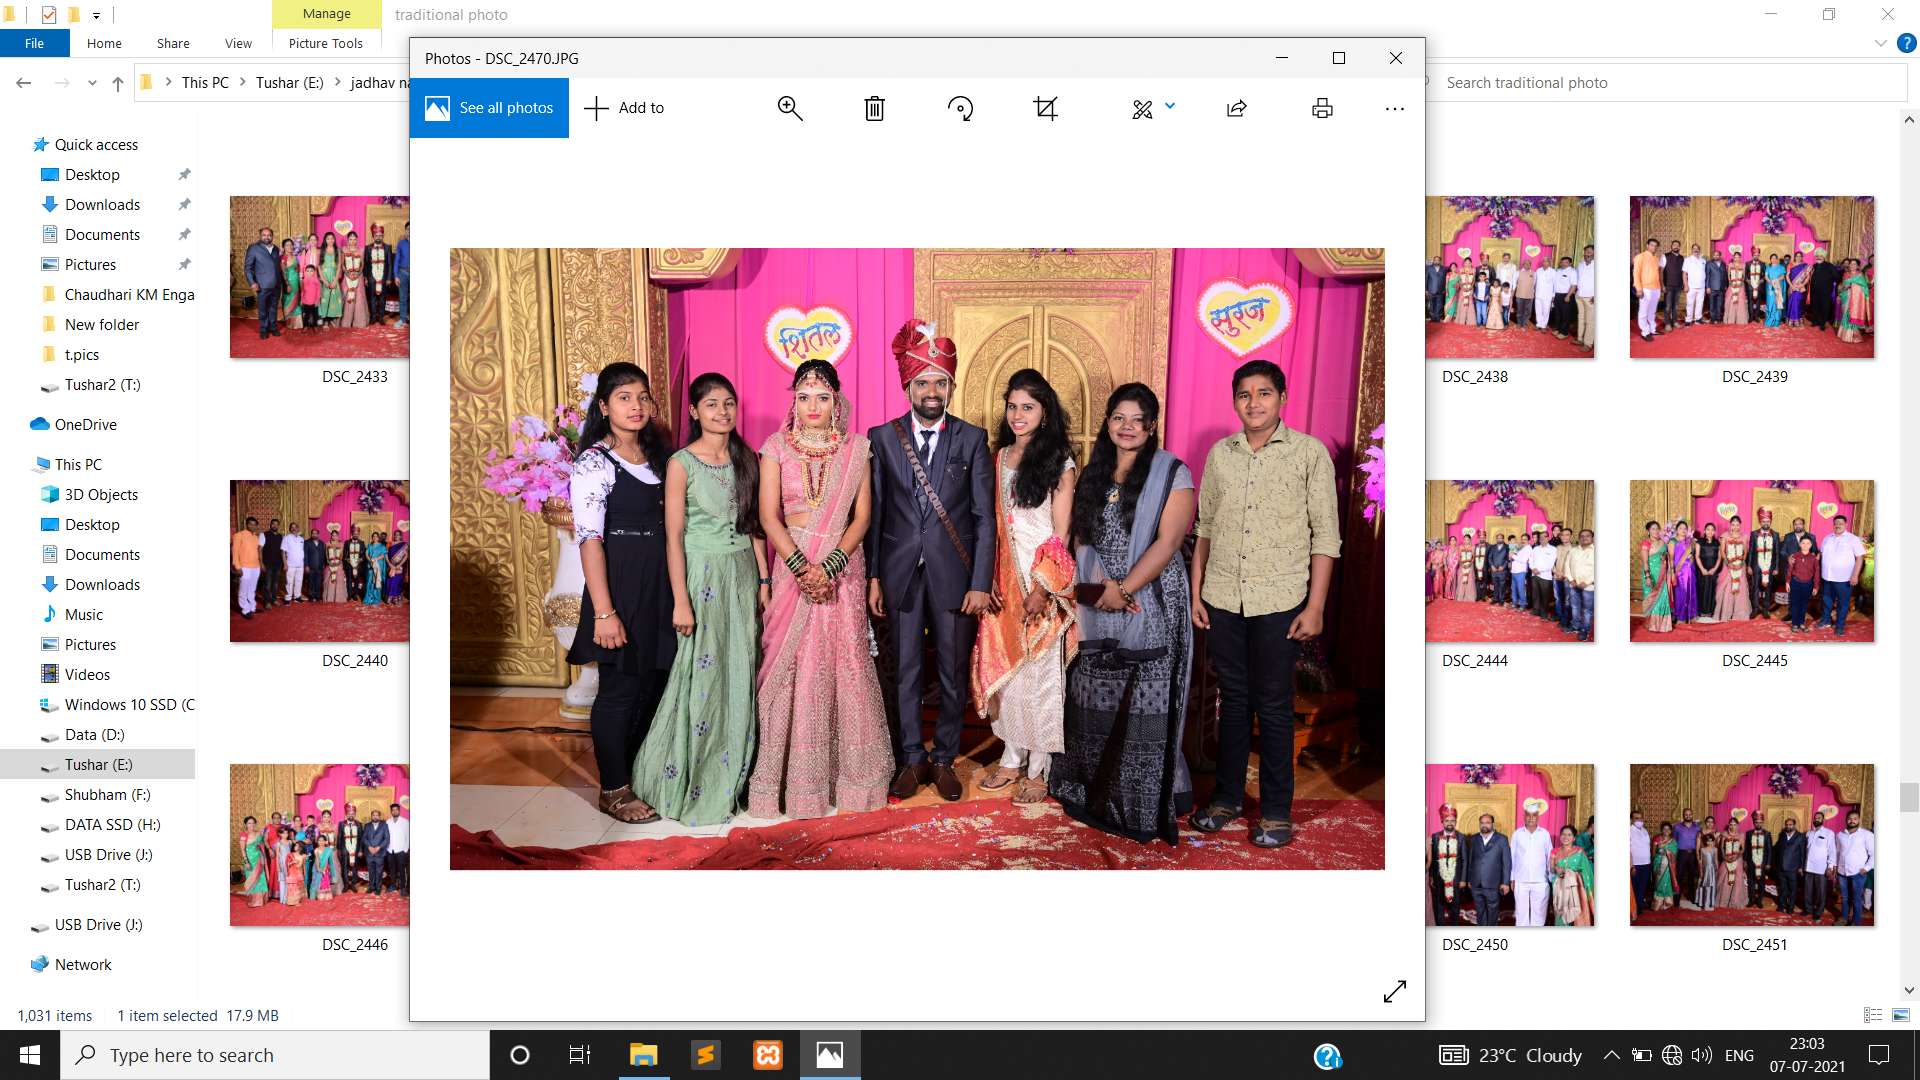 Manage
traditional photo
File
Home
Share
View
Picture Tools
This PC
Tushar (E:)
jadhav na
Search traditional photo
Photos - DSC_2470.JPG
See all photos
Add to
Quick access
Desktop
Downloads
Documents
Pictures
Chaudhari KM Enga
New folder
t.pics
Tushar2 (T:)
OneDrive
This PC
3D Objects
Desktop
Documents
Downloads
Music
Pictures
Videos
Windows 10 SSD (C
Data (D:)
Tushar (E:)
Shubham (F:)
DATA SSD (H:)
USB Drive (J:)
Tushar2 (T:)
USB Drive (J:)
Network
शितल
सुरज
DSC_2433
DSC_2438
DSC_2439
DSC_2440
DSC_2444
DSC_2445
DSC_2446
DSC_2450
DSC_2451
1,031 items
1 item selected 17.9 MB
Type here to search
23°C Cloudy
ENG
23:03
07-07-2021